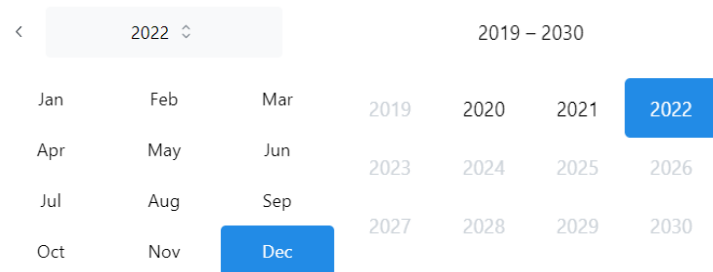 2022
Jan Feb Mar
Apr May Jun
Jul Aug Sep
Oct Nov Dec
2019 – 2030
2019 2020 2021 2022
2023 2024 2025 2026
2027 2028 2029 2030